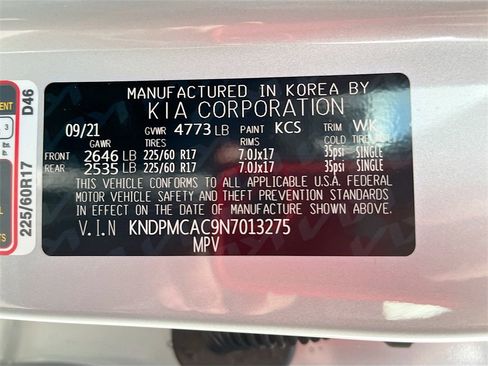 MANUFACTURED IN KOREA BY
KIA CORPORATION
09/21 GVWR 4773 LB PAINT KCS TRIM WK
GAWR TIRES RIMS COLD TIRE
FRONT 2646 LB 225/60 R17 7.0Jx17 35psi SINGLE
REAR 2535 LB 225/60 R17 7.0Jx17 35psi SINGLE
THIS VEHICLE CONFORMS TO ALL APPLICABLE U.S.A. FEDERAL
MOTOR VEHICLE SAFETY AND THEFT PREVENTION STANDARDS
IN EFFECT ON THE DATE OF MANUFACTURE SHOWN ABOVE.
V.I.N KNDPMCAC9N7013275
MPV
225/60R17 D46
3